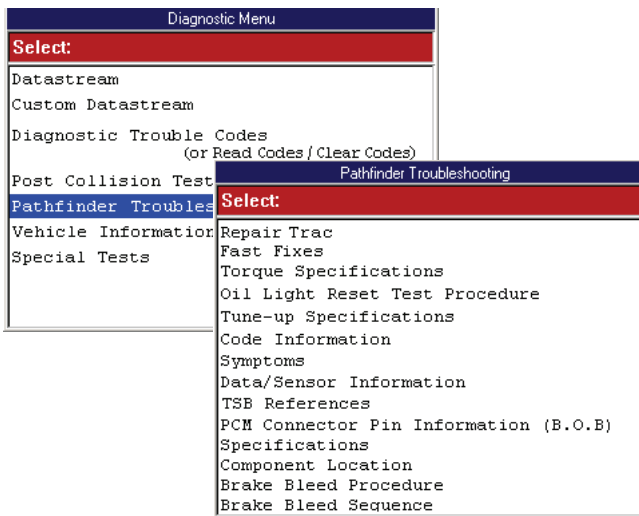 Diagnostic Menu
Select:
Datastream
Custom Datastream
Diagnostic Trouble Codes
(or Read Codes / Clear Codes)
Post Collision Test
Pathfinder Troubles
Vehicle Information
Special Tests
Pathfinder Troubleshooting
Select:
Repair Trac
Fast Fixes
Torque Specifications
Oil Light Reset Test Procedure
Tune-up Specifications
Code Information
Symptoms
Data/Sensor Information
TSB References
PCM Connector Pin Information (B.O.B)
Specifications
Component Location
Brake Bleed Procedure
Brake Bleed Sequence